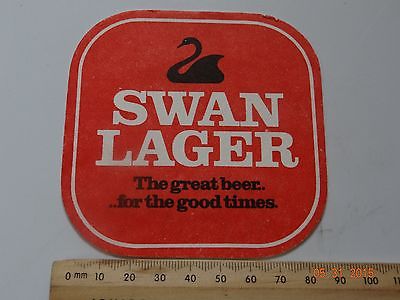 SWAN
LAGER
The great beer..
..for the good times.
05.31.2015
0 mm 10 20 30 40 50 60 70 80 90 100 110